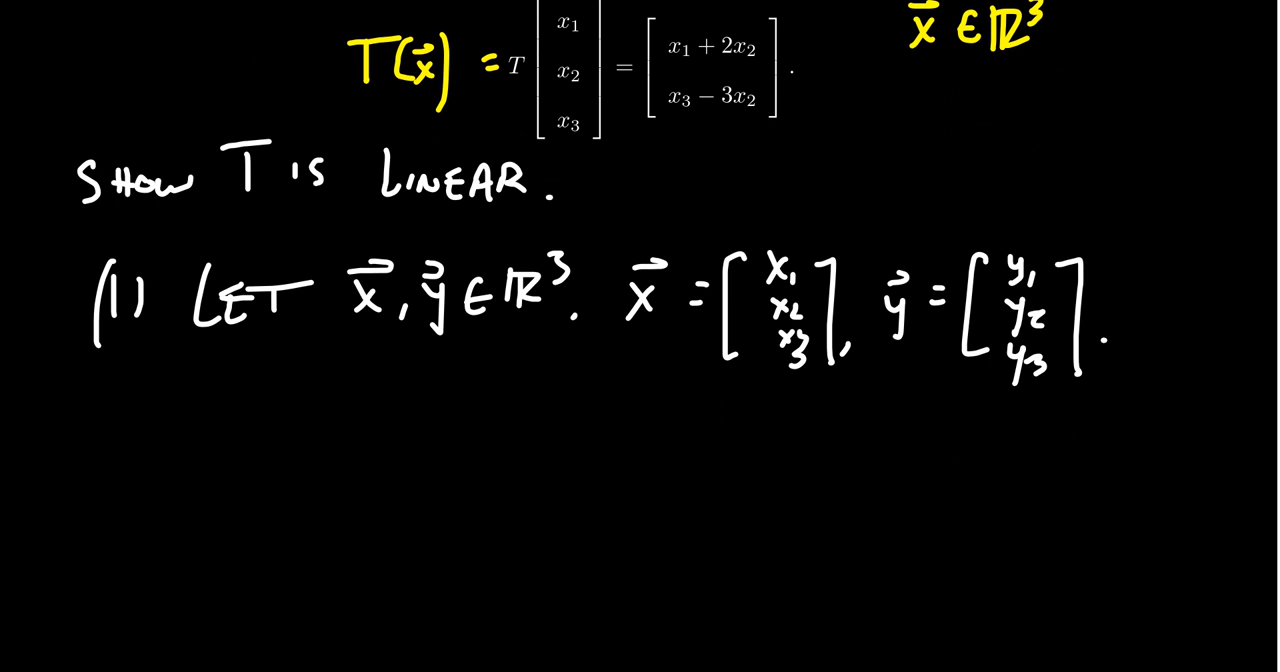 T(x⃗) = T [x₁ x₂ x₃] = [x₁ + 2x₂ x₃ − 3x₂]. x⃗ ∈ ℝ³
SHOW T IS LINEAR.
(1) LET x⃗, y⃗ ∈ ℝ³. x⃗ = [x₁ x₂ x₃], y⃗ = [y₁ y₂ y₃].